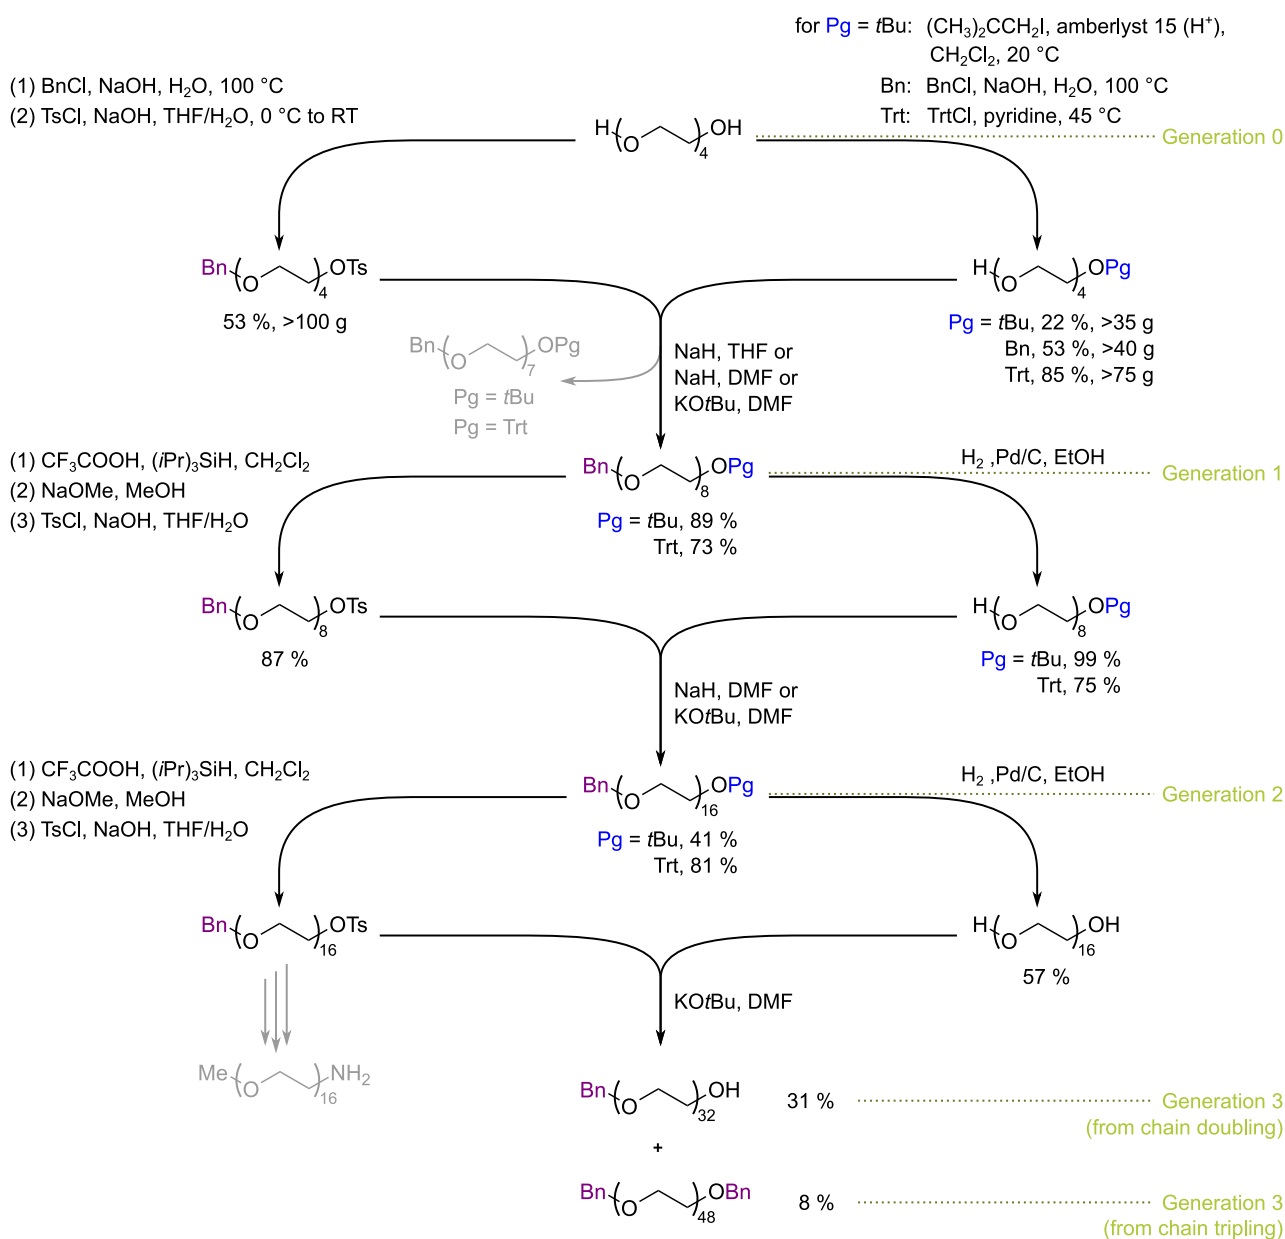 for Pg = tBu: (CH3)2CCH2I, amberlyst 15 (H+),
CH2Cl2, 20 °C
(1) BnCl, NaOH, H2O, 100 °C
Bn: BnCl, NaOH, H2O, 100 °C
(2) TsCl, NaOH, THF/H2O, 0 °C to RT
Trt: TrtCl, pyridine, 45 °C
H(O)4OH
Generation 0
Bn(O)4OTs
53 %, >100 g
H(O)4OPg
Pg = tBu, 22 %, >35 g
Bn, 53 %, >40 g
Trt, 85 %, >75 g
Bn(O)7OPg
Pg = tBu
Pg = Trt
NaH, THF or
NaH, DMF or
KOtBu, DMF
(1) CF3COOH, (iPr)3SiH, CH2Cl2
(2) NaOMe, MeOH
(3) TsCl, NaOH, THF/H2O
Bn(O)8OPg
Pg = tBu, 89 %
Trt, 73 %
H2 ,Pd/C, EtOH
Generation 1
Bn(O)8OTs
87 %
H(O)8OPg
Pg = tBu, 99 %
Trt, 75 %
NaH, DMF or
KOtBu, DMF
(1) CF3COOH, (iPr)3SiH, CH2Cl2
(2) NaOMe, MeOH
(3) TsCl, NaOH, THF/H2O
Bn(O)16OPg
Pg = tBu, 41 %
Trt, 81 %
H2 ,Pd/C, EtOH
Generation 2
Bn(O)16OTs
H(O)16OH
57 %
KOtBu, DMF
Me(O)16NH2
Bn(O)32OH
31 %
Generation 3
(from chain doubling)
+
Bn(O)48OBn
8 %
Generation 3
(from chain tripling)